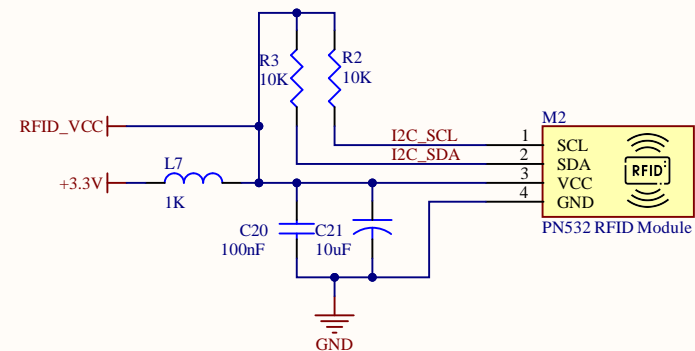 R3
10K
R2
10K
RFID_VCC
L7
+3.3V
1K
I2C_SCL
I2C_SDA
M2
1 SCL
2 SDA
3 VCC
4 GND
RFID
PN532 RFID Module
C20
100nF
C21
10uF
GND